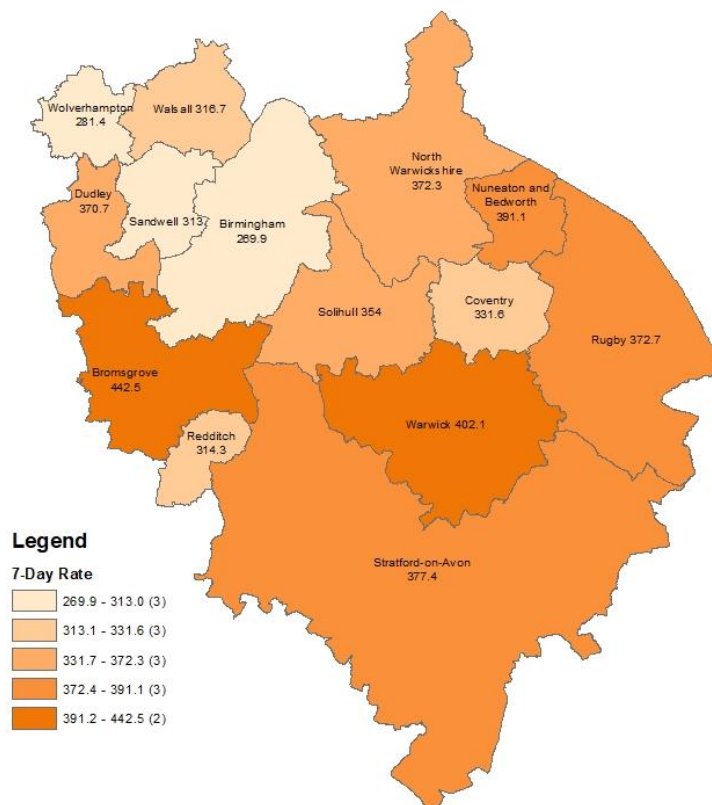 Wolverhampton
281.4
Walsall 316.7
North
Warwickshire
372.3
Dudley
370.7
Sandwell 313
Birmingham
269.9
Nuneaton and
Bedworth
391.1
Solihull 354
Coventry
331.6
Rugby 372.7
Bromsgrove
442.5
Warwick 402.1
Redditch
314.3
Stratford-on-Avon
377.4
Legend
7-Day Rate
269.9 - 313.0 (3)
313.1 - 331.6 (3)
331.7 - 372.3 (3)
372.4 - 391.1 (3)
391.2 - 442.5 (2)